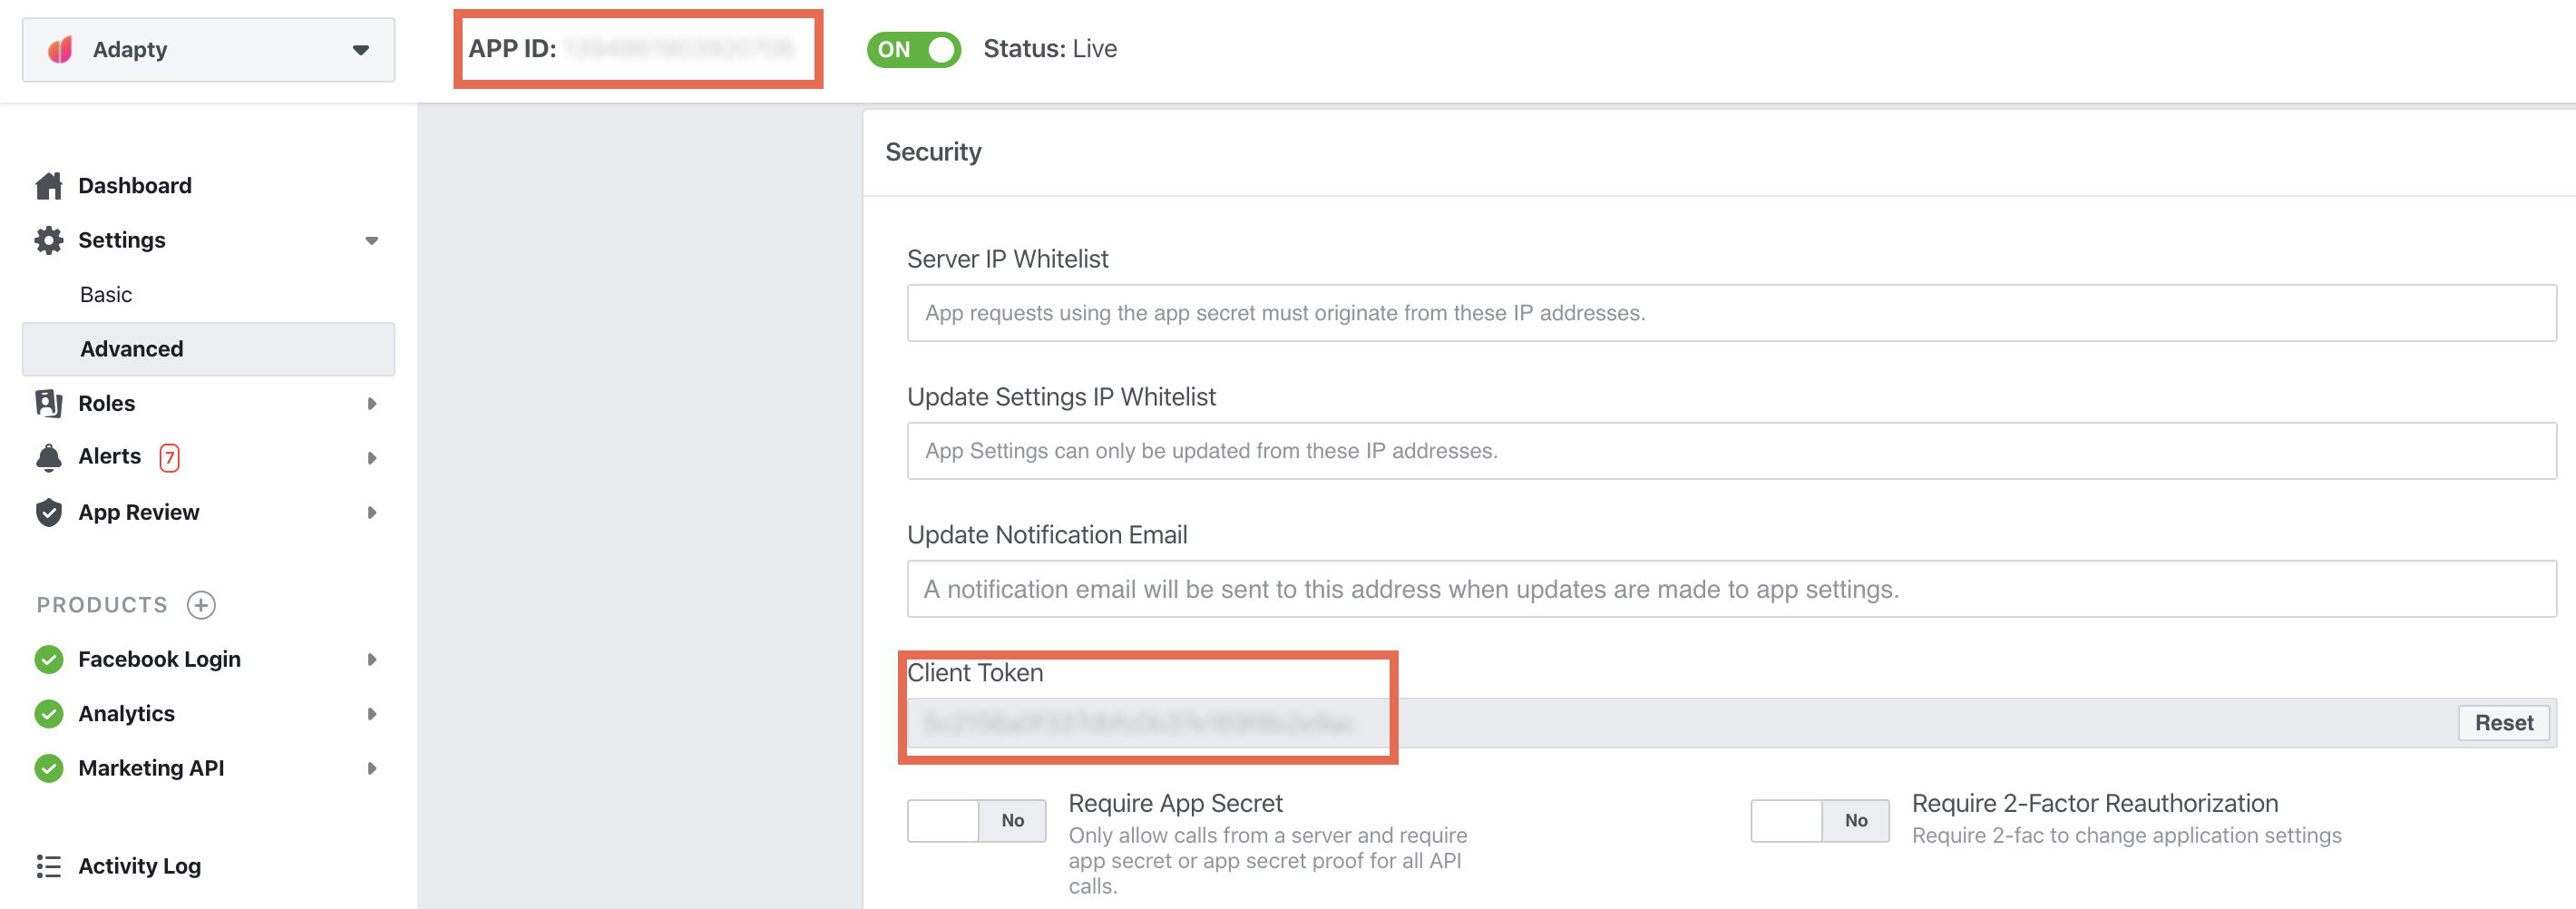 Adapty
APP ID:
ON
Status: Live
Dashboard
Settings
Basic
Advanced
Roles
Alerts 7
App Review
PRODUCTS
Facebook Login
Analytics
Marketing API
Activity Log
Security
Server IP Whitelist
App requests using the app secret must originate from these IP addresses.
Update Settings IP Whitelist
App Settings can only be updated from these IP addresses.
Update Notification Email
A notification email will be sent to this address when updates are made to app settings.
Client Token
Reset
No
Require App Secret
Only allow calls from a server and require
app secret or app secret proof for all API
calls.
No
Require 2-Factor Reauthorization
Require 2-fac to change application settings